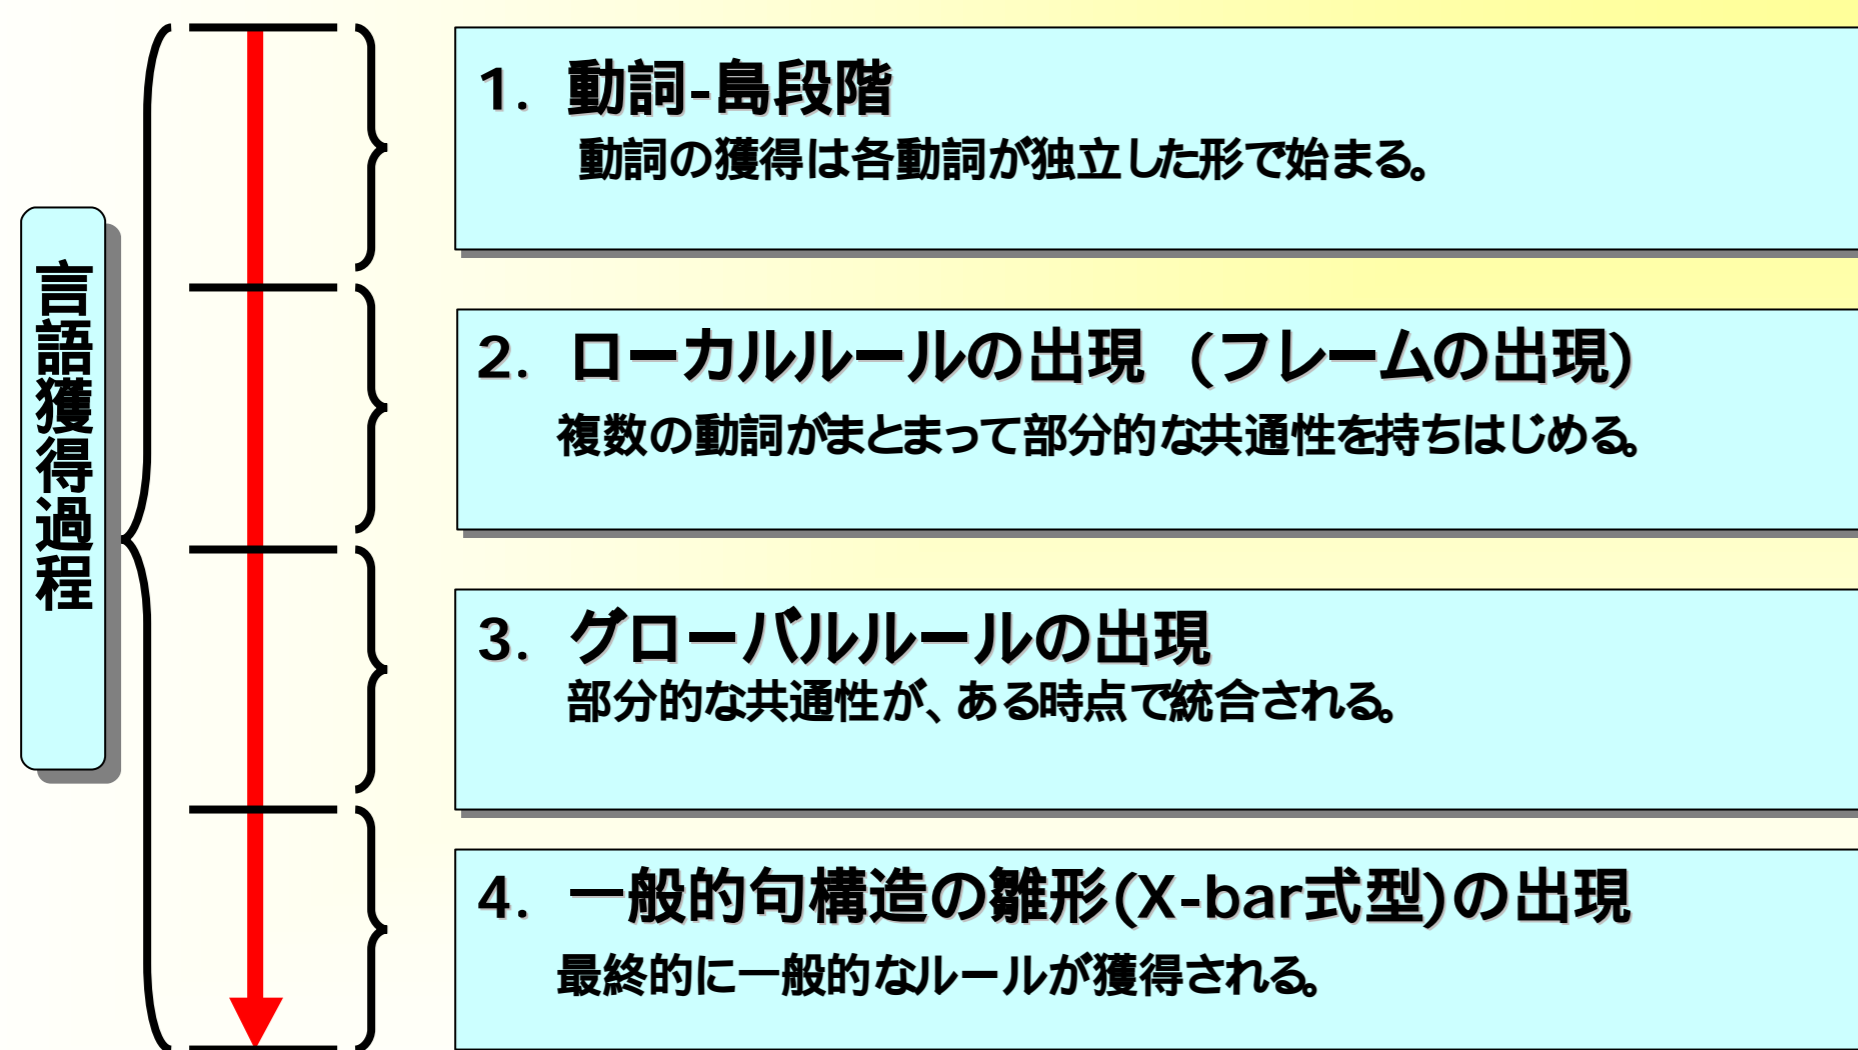 言語獲得過程
1. 動詞-島段階
動詞の獲得は各動詞が独立した形で始まる。
2. ローカルルールの出現 (フレームの出現)
複数の動詞がまとまって部分的な共通性を持ちはじめる。
3. グローバルルールの出現
部分的な共通性が、ある時点で統合される。
4. 一般的句構造の雛形(X-bar式型)の出現
最終的に一般的なルールが獲得される。